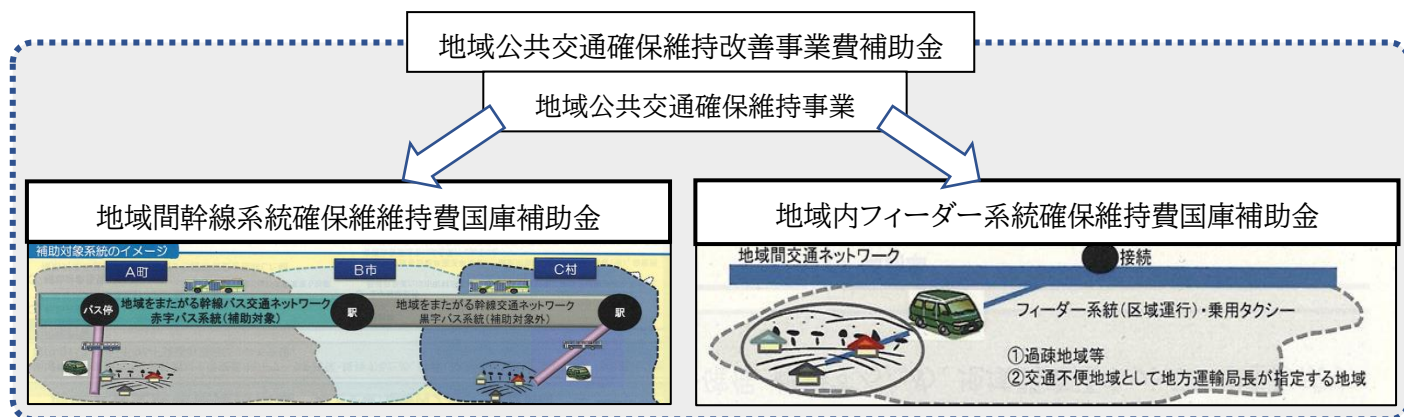 地域公共交通確保維持改善事業費補助金
地域公共交通確保維持事業
地域間幹線系統確保維維持費国庫補助金
補助対象系統のイメージ
A町
B市
C村
バス停
地域をまたがる幹線バス交通ネットワーク
赤字バス系統(補助対象)
駅
地域をまたがる幹線交通ネットワーク
黒字バス系統(補助対象外)
駅
地域内フィーダー系統確保維持費国庫補助金
地域間交通ネットワーク
接続
フィーダー系統(区域運行)・乗用タクシー
①過疎地域等
②交通不便地域として地方運輸局長が指定する地域